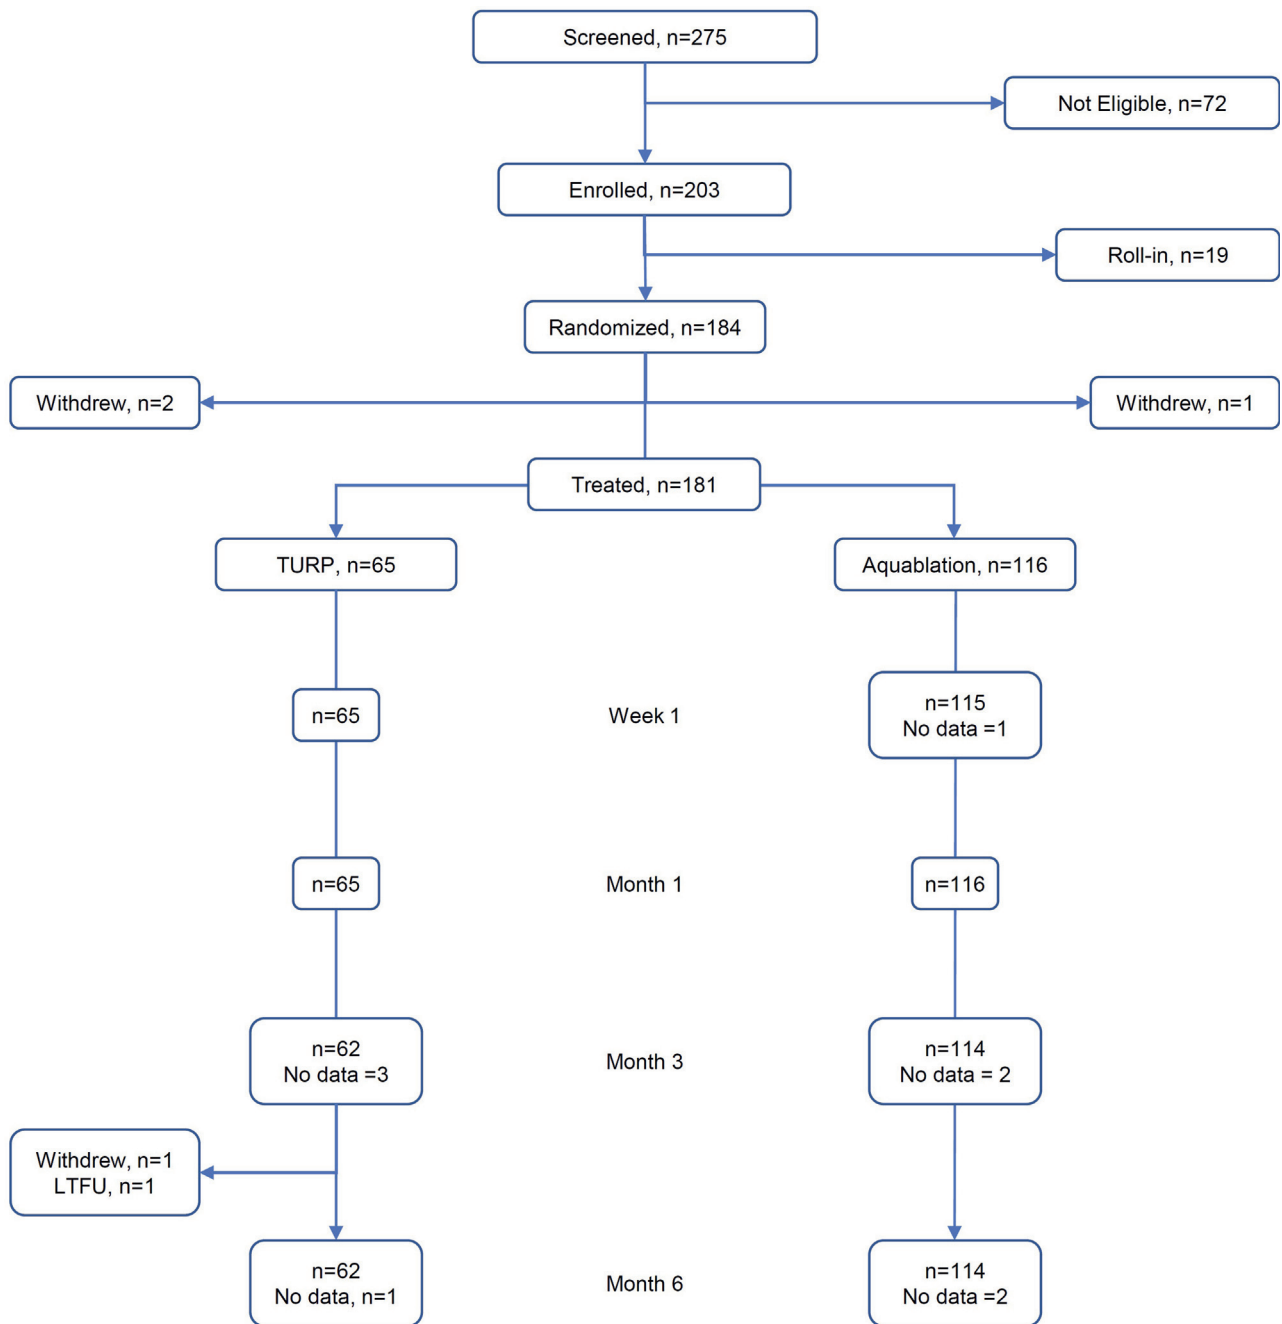 Screened, n=275
Not Eligible, n=72
Enrolled, n=203
Roll-in, n=19
Randomized, n=184
Withdrew, n=2
Withdrew, n=1
Treated, n=181
TURP, n=65
Aquablation, n=116
n=65
Week 1
n=115
No data =1
n=65
Month 1
n=116
n=62
No data =3
Month 3
n=114
No data = 2
Withdrew, n=1
LTFU, n=1
n=62
No data, n=1
Month 6
n=114
No data =2